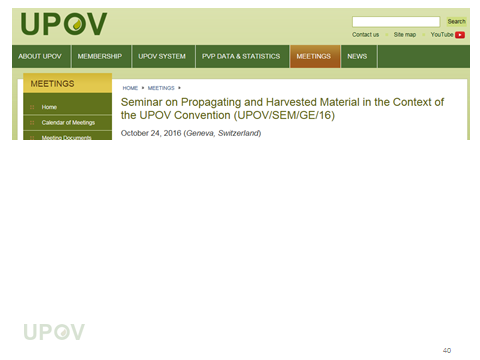 UPOV
Search
Contact us Site map YouTube
ABOUT UPOV MEMBERSHIP UPOV SYSTEM PVP DATA & STATISTICS MEETINGS NEWS
MEETINGS
Home
Calendar of Meetings
Meeting Documents
HOME MEETINGS
Seminar on Propagating and Harvested Material in the Context of
the UPOV Convention (UPOV/SEM/GE/16)
October 24, 2016 (Geneva, Switzerland)
UPOV
40